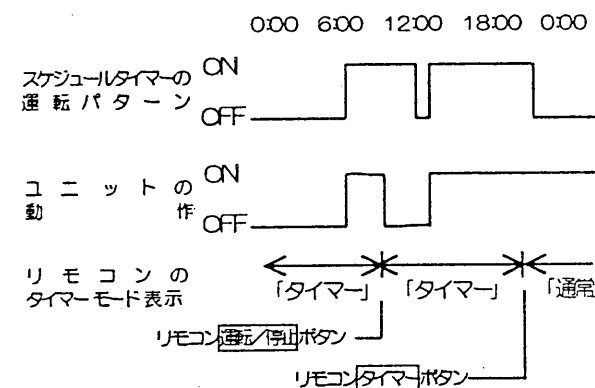 0:00 6:00 12:00 18:00 0:00
スケジュールタイマーの
運転パターン
ON
OFF
ユニットの
動作
ON
OFF
リモコンの
タイマーモード表示
「タイマー」 「タイマー」 「通常
リモコン運転/停止ボタン
リモコンタイマーボタン